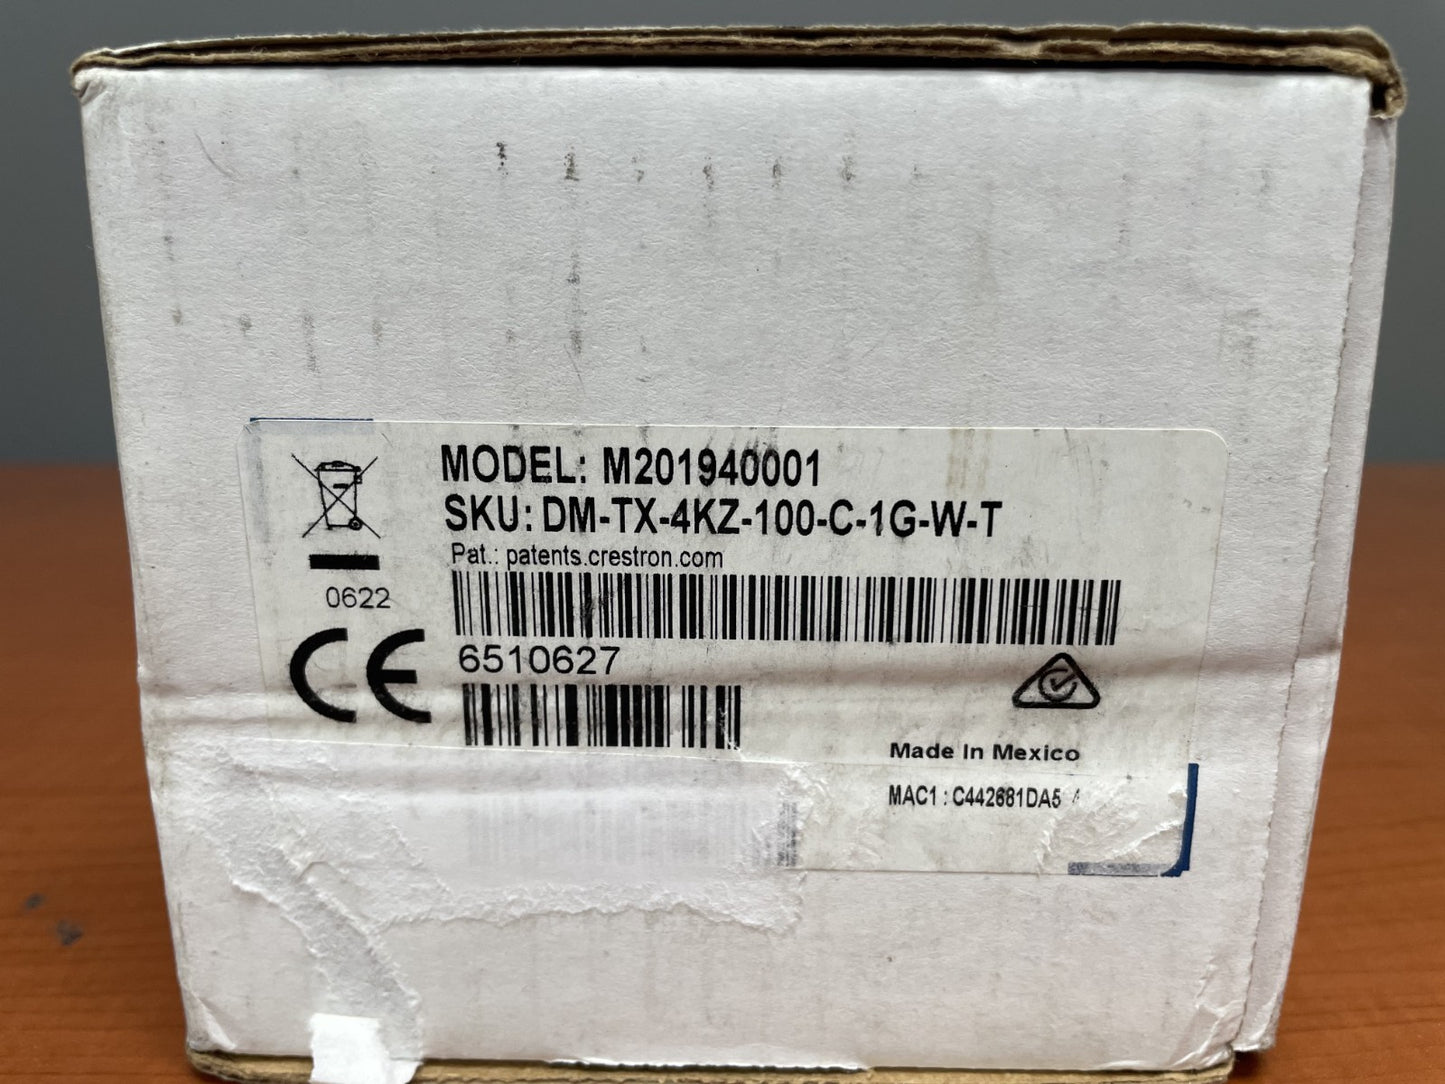 MODEL: M201940001
SKU: DM-TX-4KZ-100-C-1G-W-T
Pat.: patents.crestron.com
0622
CE
6510627
Made In Mexico
MAC1 : C442681DA5